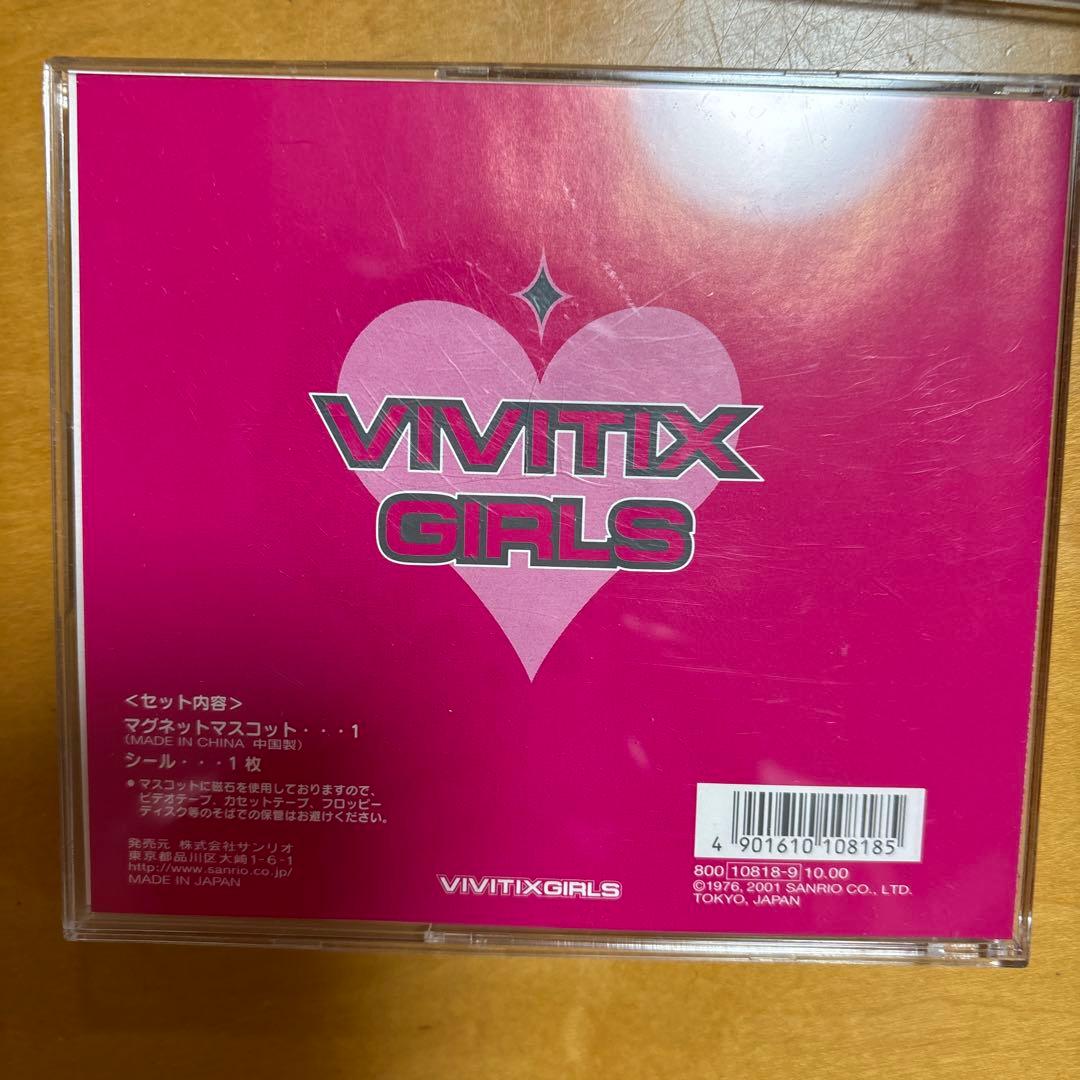 VIVITIX
GIRLS
＜セット内容＞
マグネットマスコット・・・1
(MADE IN CHINA 中国製)
シール・・・1枚
●マスコットに磁石を使用しておりますので、
ビデオテープ、カセットテープ、フロッピー
ディスク等のそばでの保管はお避けください。
発売元 株式会社サンリオ
東京都品川区大崎1-6-1
http://www.sanrio.co.jp/
MADE IN JAPAN
VIVITIXGIRLS
4 901610 108185
800 10818-9 10.00
©1976, 2001 SANRIO CO., LTD.
TOKYO, JAPAN